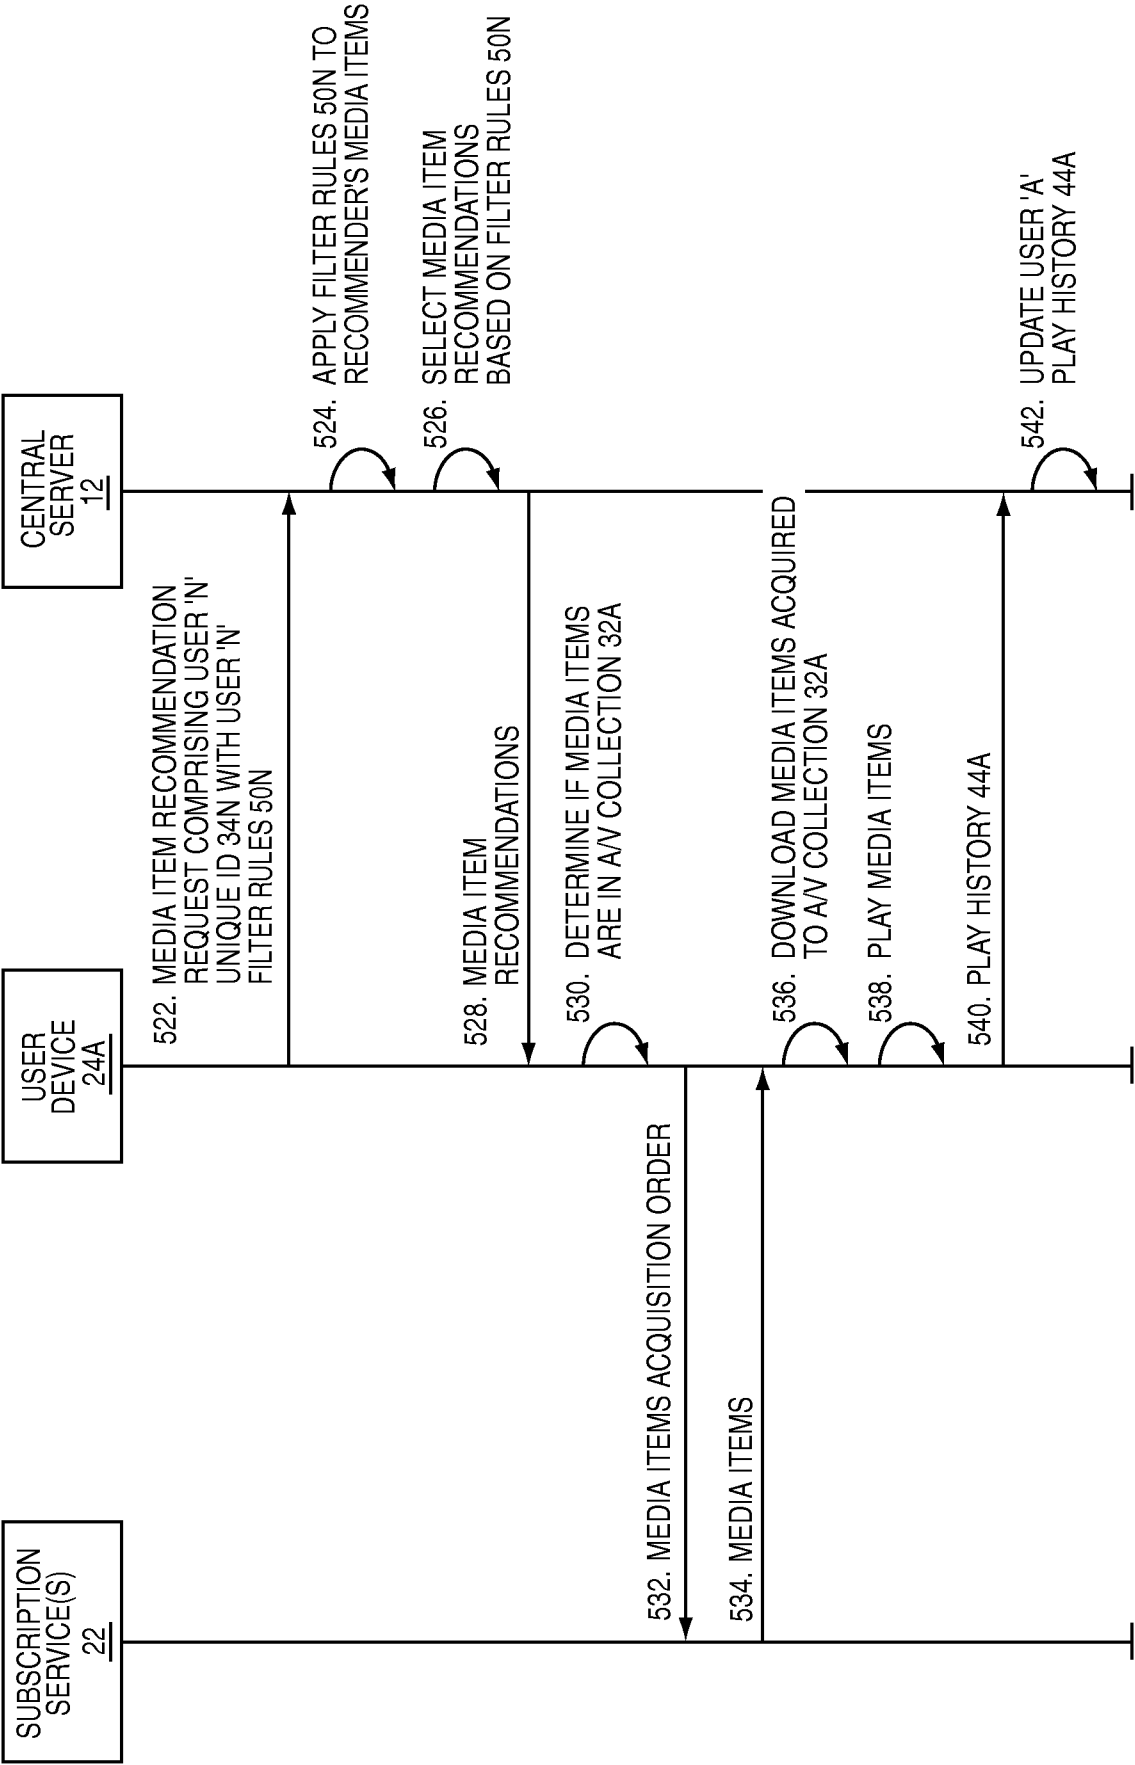 SUBSCRIPTION
SERVICE(S)
22
USER
DEVICE
24A
CENTRAL
SERVER
12
522. MEDIA ITEM RECOMMENDATION
REQUEST COMPRISING USER 'N'
UNIQUE ID 34N WITH USER 'N'
FILTER RULES 50N
524. APPLY FILTER RULES 50N TO
RECOMMENDER'S MEDIA ITEMS
526. SELECT MEDIA ITEM
RECOMMENDATIONS
BASED ON FILTER RULES 50N
528. MEDIA ITEM
RECOMMENDATIONS
530. DETERMINE IF MEDIA ITEMS
ARE IN A/V COLLECTION 32A
532. MEDIA ITEMS ACQUISITION ORDER
534. MEDIA ITEMS
536. DOWNLOAD MEDIA ITEMS ACQUIRED
TO A/V COLLECTION 32A
538. PLAY MEDIA ITEMS
540. PLAY HISTORY 44A
542. UPDATE USER 'A'
PLAY HISTORY 44A